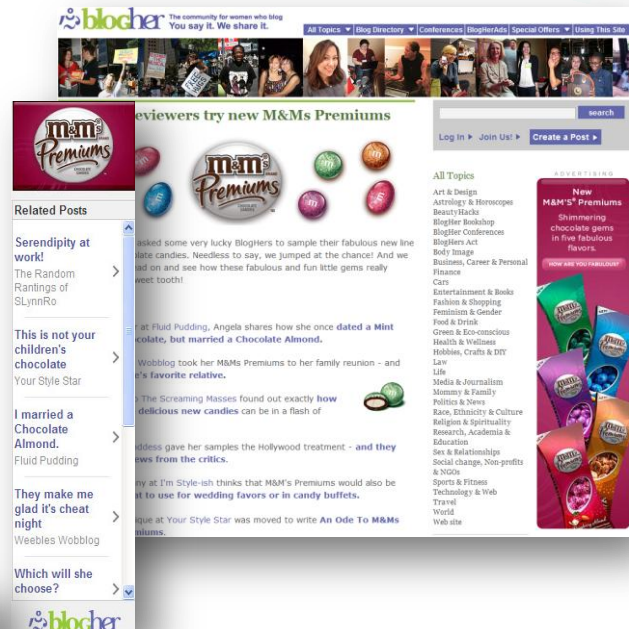 blogher
The community for women who blog
You say it. We share it.
All Topics ▼ Blog Directory ▼ Conferences BlogHerAds Special Offers ▼ Using This Site
eviewers try new M&Ms Premiums
search
Log In ▶ Join Us! ▶ Create a Post ▶
m&m's
Premiums
m&m's
Premiums
Related Posts
Serendipity at
work!
The Random
Rantings of
SLynnRo
This is not your
children's
chocolate
Your Style Star
I married a
Chocolate
Almond.
Fluid Pudding
They make me
glad it's cheat
night
Weebles Wobblog
Which will she
choose?
blogher
asked some very lucky BlogHers to sample their fabulous new line
late candies. Needless to say, we jumped at the chance! And we
ad on and see how these fabulous and fun little gems really
weet tooth!
at Fluid Pudding, Angela shares how she once dated a Mint
colate, but married a Chocolate Almond.
Wobblog took her M&Ms Premiums to her family reunion - and
e's favorite relative.
The Screaming Masses found out exactly how
delicious new candies can be in a flash of
ddess gave her samples the Hollywood treatment - and they
ews from the critics.
ny at I'm Style-ish thinks that M&M's Premiums would also be
at to use for wedding favors or in candy buffets.
que at Your Style Star was moved to write An Ode To M&Ms
miums.
All Topics
Art & Design
Astrology & Horoscopes
BeautyHacks
BlogHer Bookshop
BlogHer Conferences
BlogHers Act
Body Image
Business, Career & Personal
Finance
Cars
Entertainment & Books
Fashion & Shopping
Feminism & Gender
Food & Drink
Green & Eco-conscious
Health & Wellness
Hobbies, Crafts & DIY
Law
Life
Media & Journalism
Mommy & Family
Politics & News
Race, Ethnicity & Culture
Religion & Spirituality
Research, Academia &
Education
Sex & Relationships
Social change, Non-profits
& NGOs
Sports & Fitness
Technology & Web
Travel
World
Web site
ADVERTISING
New
M&M'S® Premiums
Shimmering
chocolate gems
in five fabulous
flavors.
HOW ARE YOU FABULOUS?